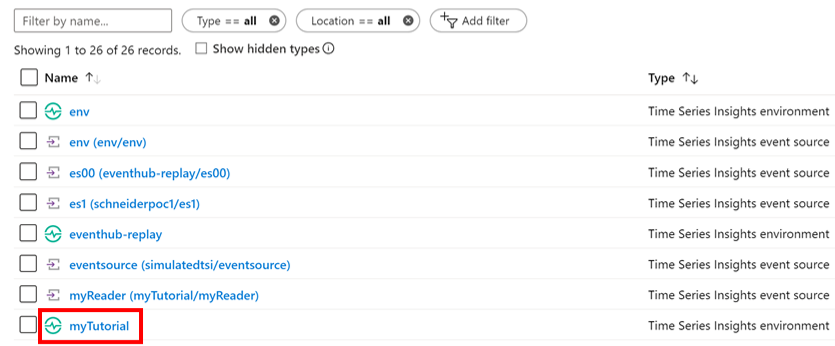 Filter by name... Type == all Location == all Add filter
Showing 1 to 26 of 26 records. Show hidden types
Name ↑↓ Type ↑↓
env Time Series Insights environment
env (env/env) Time Series Insights event source
es00 (eventhub-replay/es00) Time Series Insights event source
es1 (schneiderpoc1/es1) Time Series Insights event source
eventhub-replay Time Series Insights environment
eventsource (simulatedtsi/eventsource) Time Series Insights event source
myReader (myTutorial/myReader) Time Series Insights event source
myTutorial Time Series Insights environment